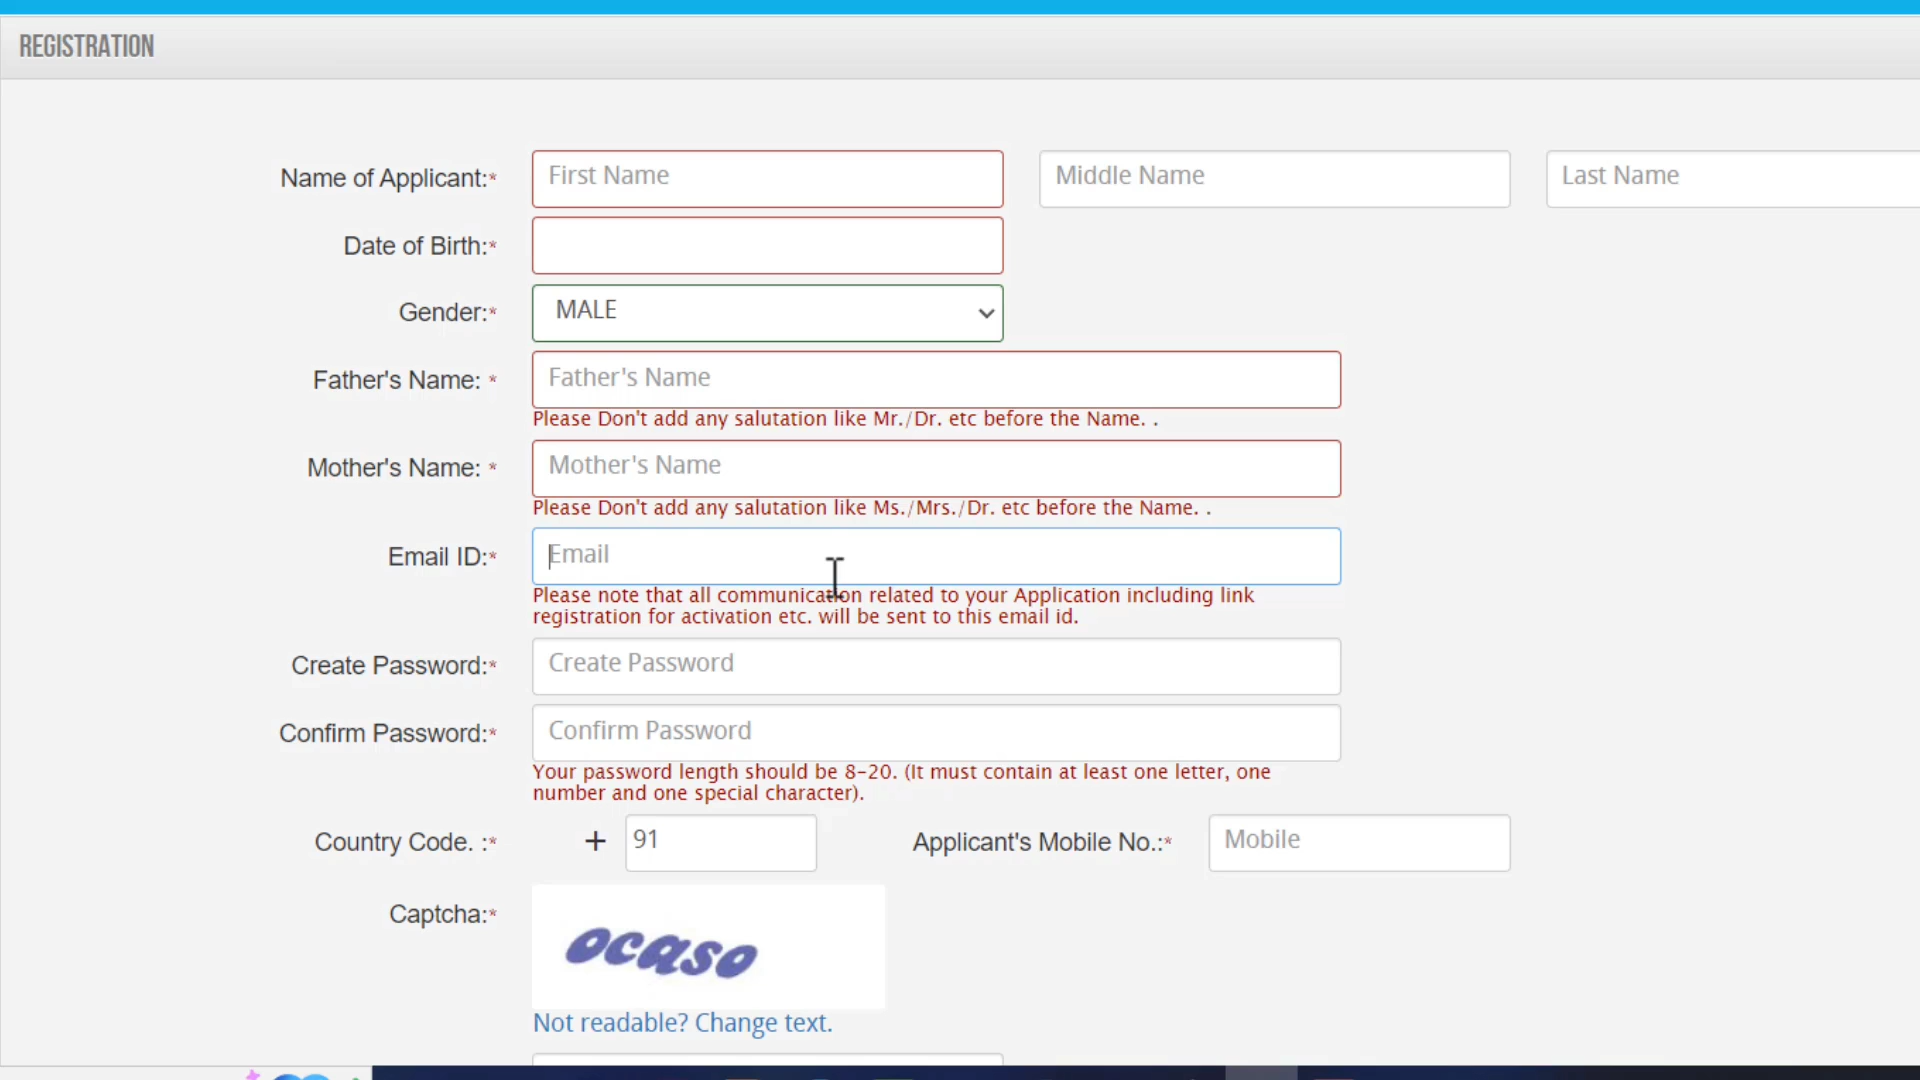 REGISTRATION
Name of Applicant:* First Name Middle Name Last Name
Date of Birth:*
Gender:* MALE
Father's Name: * Father's Name
Please Don't add any salutation like Mr./Dr. etc before the Name. .
Mother's Name: * Mother's Name
Please Don't add any salutation like Ms./Mrs./Dr. etc before the Name. .
Email ID:* Email
Please note that all communication related to your Application including link
registration for activation etc. will be sent to this email id.
Create Password:* Create Password
Confirm Password:* Confirm Password
Your password length should be 8-20. (It must contain at least one letter, one
number and one special character).
Country Code. :* + 91 Applicant's Mobile No.:* Mobile
Captcha:* ocaso
Not readable? Change text.